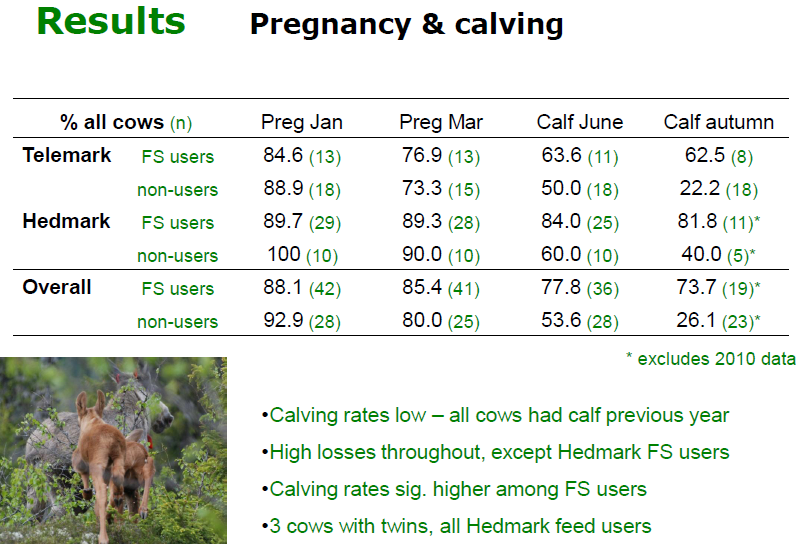 Results Pregnancy & calving
% all cows (n) Preg Jan Preg Mar Calf June Calf autumn
Telemark FS users 84.6 (13) 76.9 (13) 63.6 (11) 62.5 (8)
non-users 88.9 (18) 73.3 (15) 50.0 (18) 22.2 (18)
Hedmark FS users 89.7 (29) 89.3 (28) 84.0 (25) 81.8 (11)*
non-users 100 (10) 90.0 (10) 60.0 (10) 40.0 (5)*
Overall FS users 88.1 (42) 85.4 (41) 77.8 (36) 73.7 (19)*
non-users 92.9 (28) 80.0 (25) 53.6 (28) 26.1 (23)*
* excludes 2010 data
•Calving rates low – all cows had calf previous year
•High losses throughout, except Hedmark FS users
•Calving rates sig. higher among FS users
•3 cows with twins, all Hedmark feed users